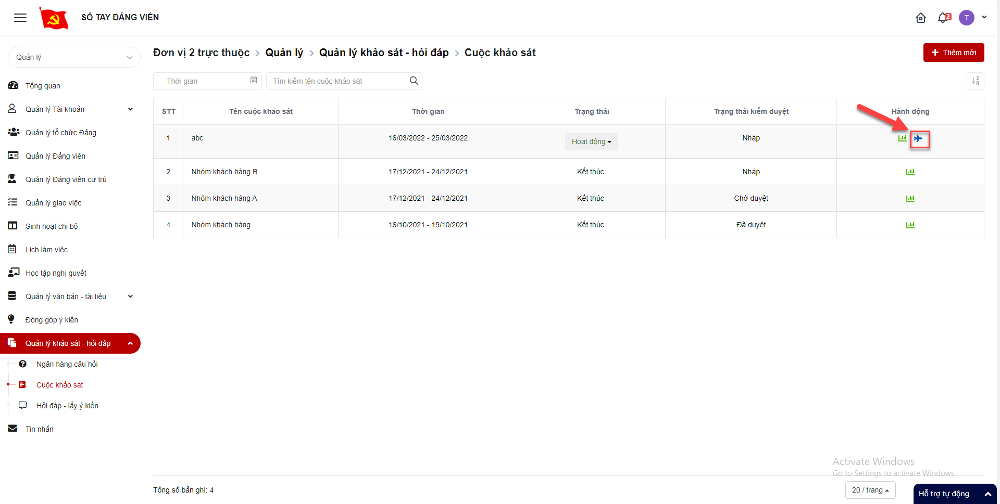 SỔ TAY ĐẢNG VIÊN
2
T
Quản lý
Tổng quan
Quản lý Tài khoản
Quản lý tổ chức Đảng
Quản lý Đảng viên
Quản lý Đảng viên cư trú
Quản lý giao việc
Sinh hoạt chi bộ
Lịch làm việc
Học tập nghị quyết
Quản lý văn bản - tài liệu
Đóng góp ý kiến
Quản lý khảo sát - hỏi đáp
Ngân hàng câu hỏi
Cuộc khảo sát
Hỏi đáp - lấy ý kiến
Tin nhắn
Đơn vị 2 trực thuộc > Quản lý > Quản lý khảo sát - hỏi đáp > Cuộc khảo sát
+ Thêm mới
Thời gian
Tìm kiếm tên cuộc khảo sát
Z A
STT Tên cuộc khảo sát Thời gian Trạng thái Trạng thái kiểm duyệt Hành động
1 abc 16/03/2022 - 25/03/2022 Hoạt động Nháp
2 Nhóm khách hàng B 17/12/2021 - 24/12/2021 Kết thúc Nháp
3 Nhóm khách hàng A 17/12/2021 - 24/12/2021 Kết thúc Chờ duyệt
4 Nhóm khách hàng 16/10/2021 - 19/10/2021 Kết thúc Đã duyệt
Activate Windows
Go to Settings to activate Windows.
Tổng số bản ghi: 4
20 / trang
Hỗ trợ tự động